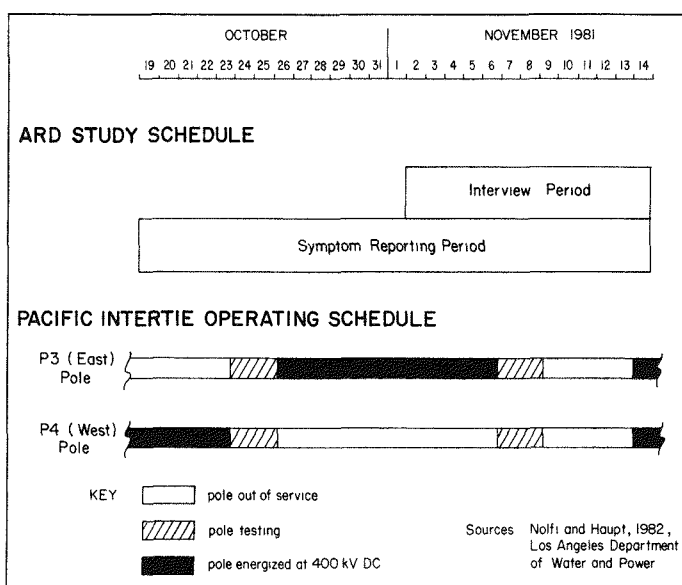 OCTOBER NOVEMBER 1981
19 20 21 22 23 24 25 26 27 28 29 30 31 1 2 3 4 5 6 7 8 9 10 11 12 13 14
ARD STUDY SCHEDULE
Interview Period
Symptom Reporting Period
PACIFIC INTERTIE OPERATING SCHEDULE
P3 (East)
Pole
P4 (West)
Pole
KEY
pole out of service
pole testing
pole energized at 400 kV DC
Sources Nolfi and Haupt, 1982,
Los Angeles Department
of Water and Power